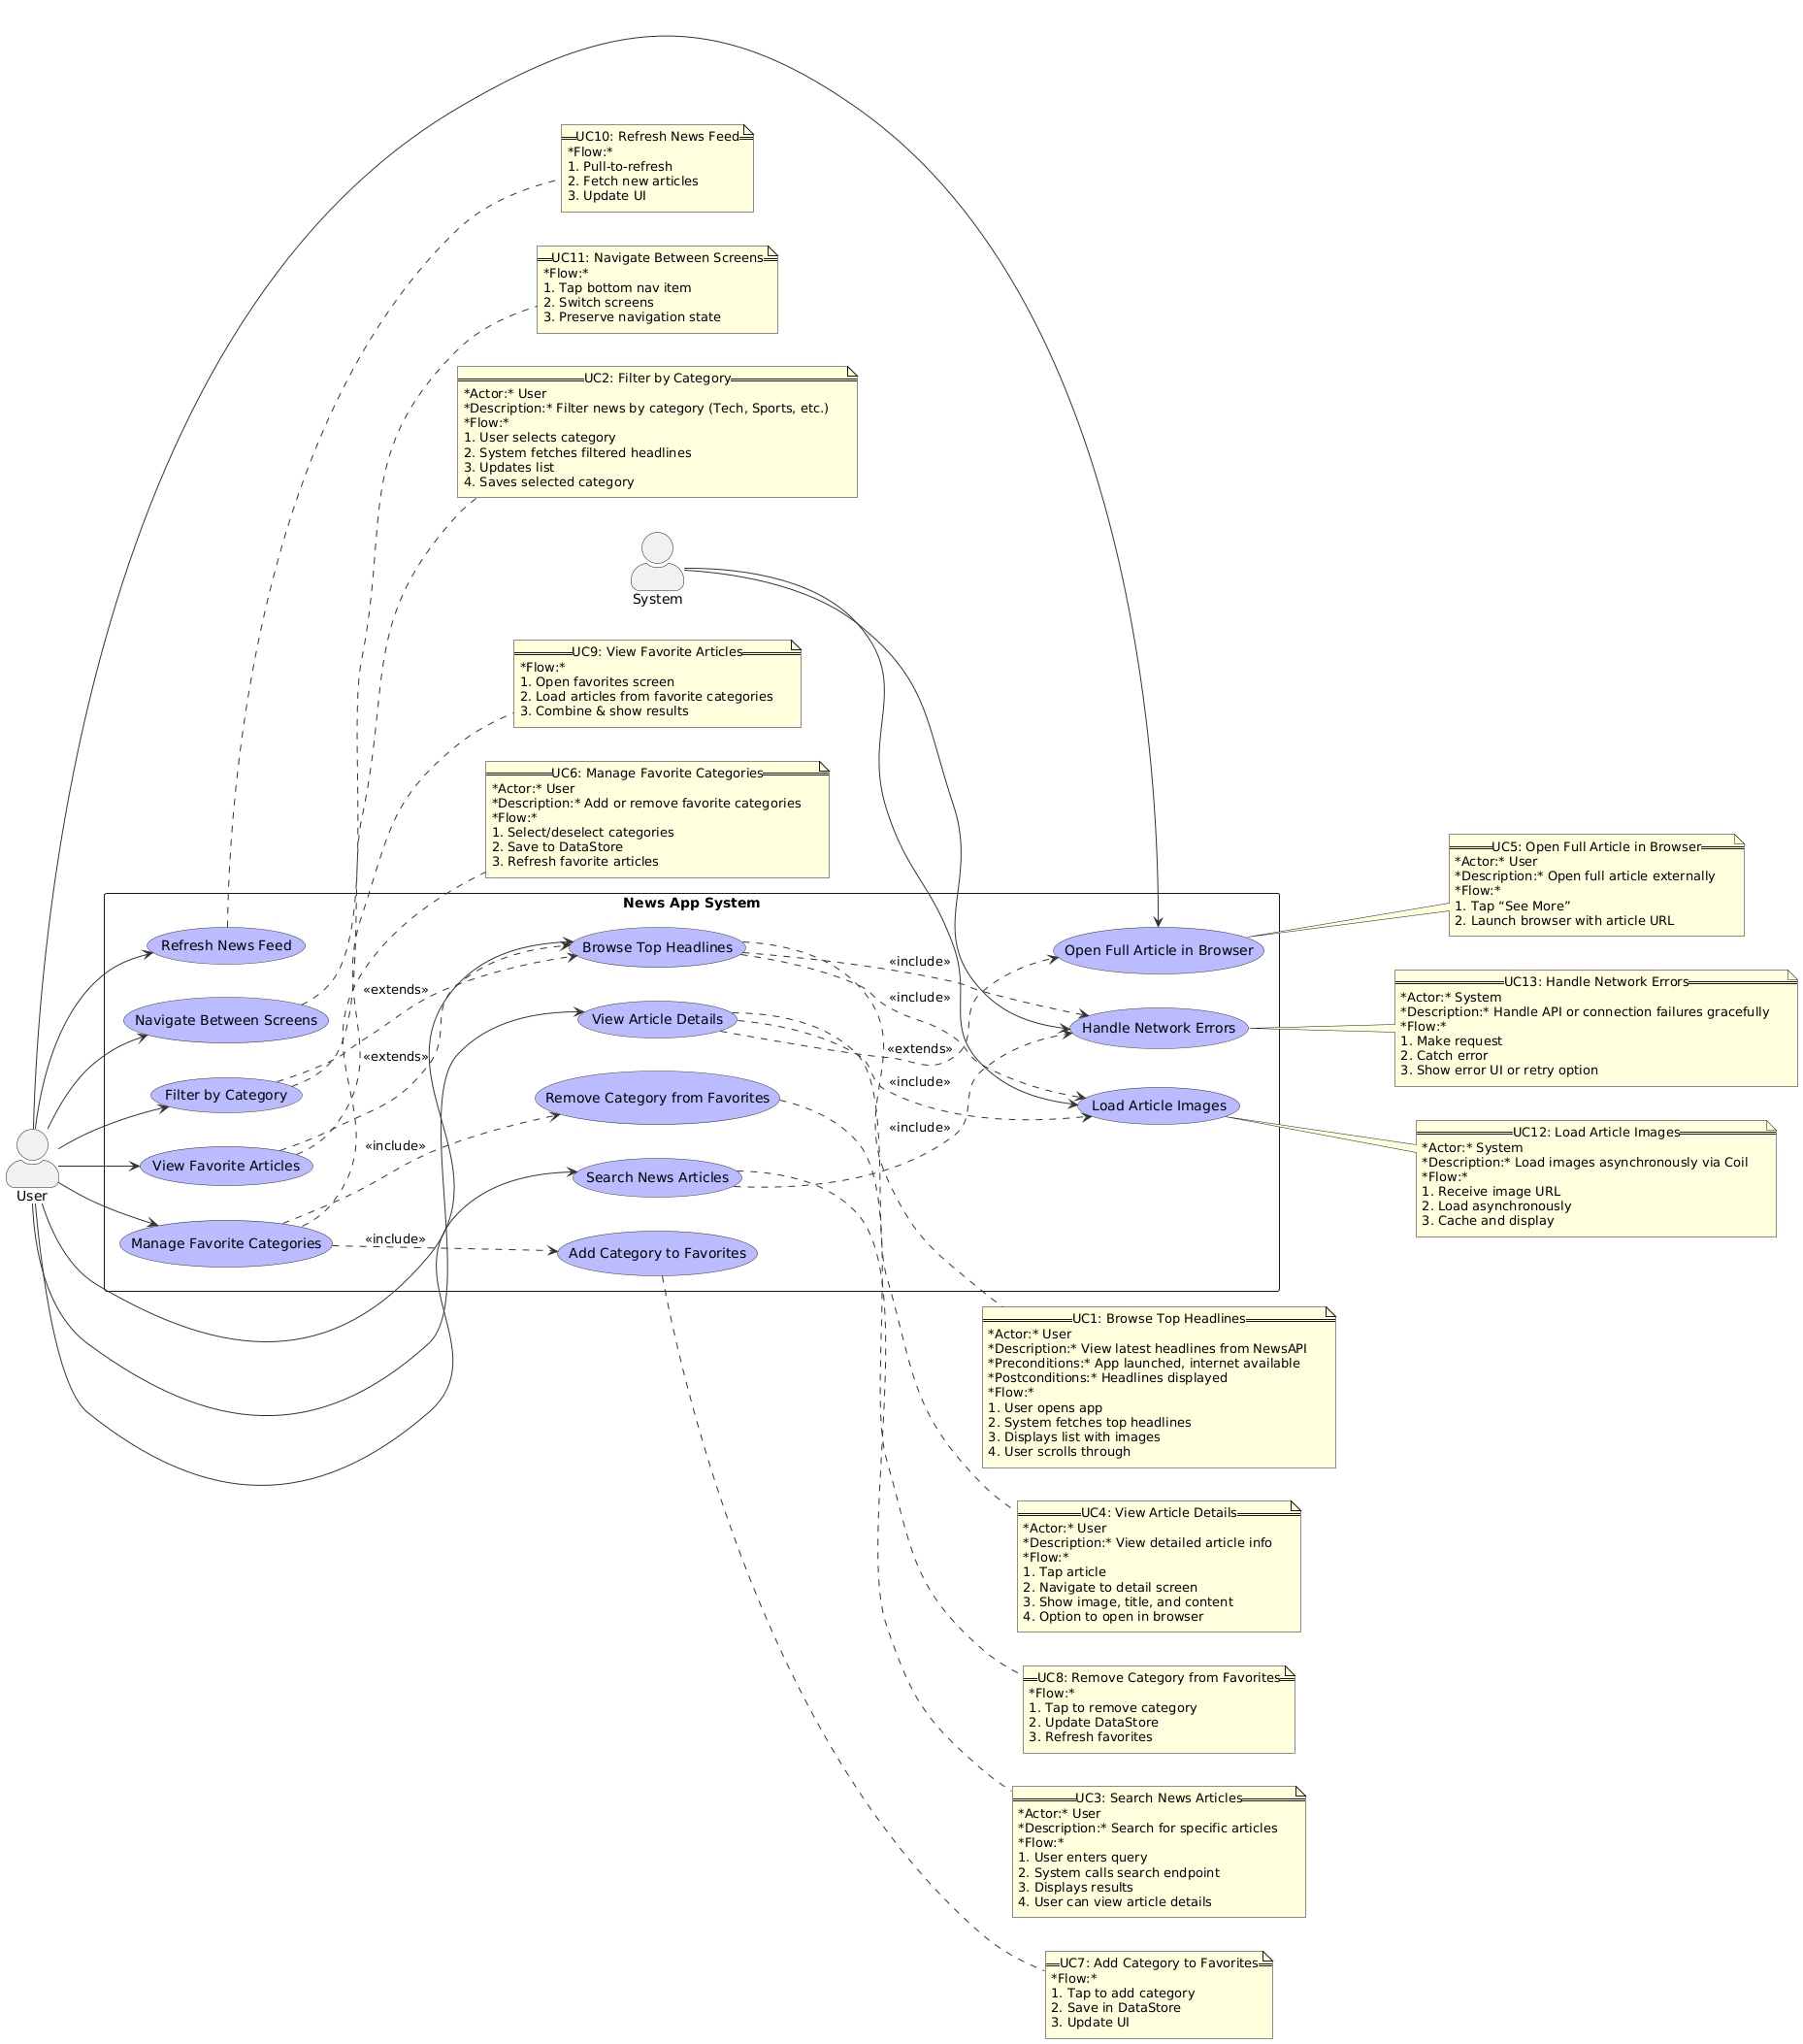 UC10: Refresh News Feed
*Flow:*
1. Pull-to-refresh
2. Fetch new articles
3. Update UI
UC11: Navigate Between Screens
*Flow:*
1. Tap bottom nav item
2. Switch screens
3. Preserve navigation state
UC2: Filter by Category
*Actor:* User
*Description:* Filter news by category (Tech, Sports, etc.)
*Flow:*
1. User selects category
2. System fetches filtered headlines
3. Updates list
4. Saves selected category
System
UC9: View Favorite Articles
*Flow:*
1. Open favorites screen
2. Load articles from favorite categories
3. Combine & show results
UC6: Manage Favorite Categories
*Actor:* User
*Description:* Add or remove favorite categories
*Flow:*
1. Select/deselect categories
2. Save to DataStore
3. Refresh favorite articles
UC5: Open Full Article in Browser
*Actor:* User
*Description:* Open full article externally
*Flow:*
1. Tap “See More”
2. Launch browser with article URL
News App System
Refresh News Feed
Browse Top Headlines
Open Full Article in Browser
«include»
«extends»
«include»
Navigate Between Screens
View Article Details
Handle Network Errors
«extends»
«extends»
«include»
Filter by Category
Remove Category from Favorites
Load Article Images
«include»
«include»
View Favorite Articles
Search News Articles
User
Manage Favorite Categories
«include»
Add Category to Favorites
UC13: Handle Network Errors
*Actor:* System
*Description:* Handle API or connection failures gracefully
*Flow:*
1. Make request
2. Catch error
3. Show error UI or retry option
UC12: Load Article Images
*Actor:* System
*Description:* Load images asynchronously via Coil
*Flow:*
1. Receive image URL
2. Load asynchronously
3. Cache and display
UC1: Browse Top Headlines
*Actor:* User
*Description:* View latest headlines from NewsAPI
*Preconditions:* App launched, internet available
*Postconditions:* Headlines displayed
*Flow:*
1. User opens app
2. System fetches top headlines
3. Displays list with images
4. User scrolls through
UC4: View Article Details
*Actor:* User
*Description:* View detailed article info
*Flow:*
1. Tap article
2. Navigate to detail screen
3. Show image, title, and content
4. Option to open in browser
UC8: Remove Category from Favorites
*Flow:*
1. Tap to remove category
2. Update DataStore
3. Refresh favorites
UC3: Search News Articles
*Actor:* User
*Description:* Search for specific articles
*Flow:*
1. User enters query
2. System calls search endpoint
3. Displays results
4. User can view article details
UC7: Add Category to Favorites
*Flow:*
1. Tap to add category
2. Save in DataStore
3. Update UI